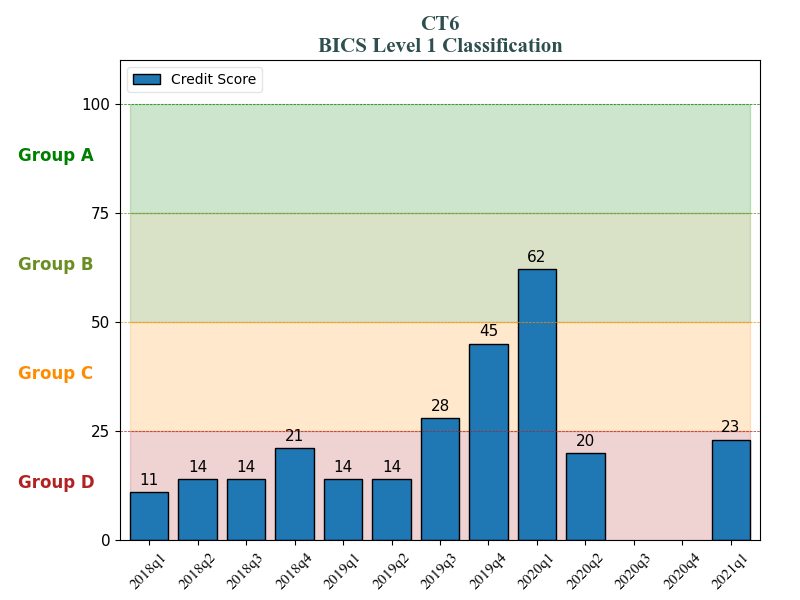 CT6
BICS Level 1 Classification
Credit Score
100
Group A
75
Group B
62
50
45
Group C
28
25
23
21
20
14
14
14
14
11
Group D
0
2018q1
2018q2
2018q3
2018q4
2019q1
2019q2
2019q3
2019q4
2020q1
2020q2
2020q3
2020q4
2021q1